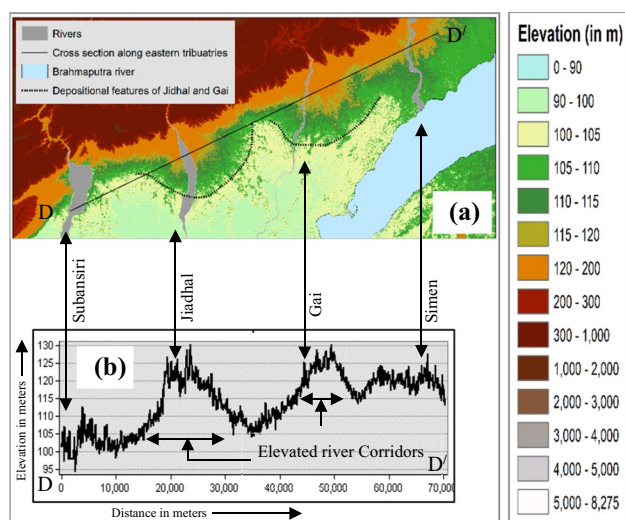 Rivers
Cross section along eastern tribuatries
Brahmaputra river
Depositional features of Jidhal and Gai
D/
D
(a)
Subansiri
Jiadhal
Gai
Simen
(b)
Elevation in meters
130
125
120
115
110
105
100
95
Elevated river Corridors
D
D/
0
10,000
20,000
30,000
40,000
50,000
60,000
70,000
Distance in meters
Elevation (in m)
0 - 90
90 - 100
100 - 105
105 - 110
110 - 115
115 - 120
120 - 200
200 - 300
300 - 1,000
1,000 - 2,000
2,000 - 3,000
3,000 - 4,000
4,000 - 5,000
5,000 - 8,275